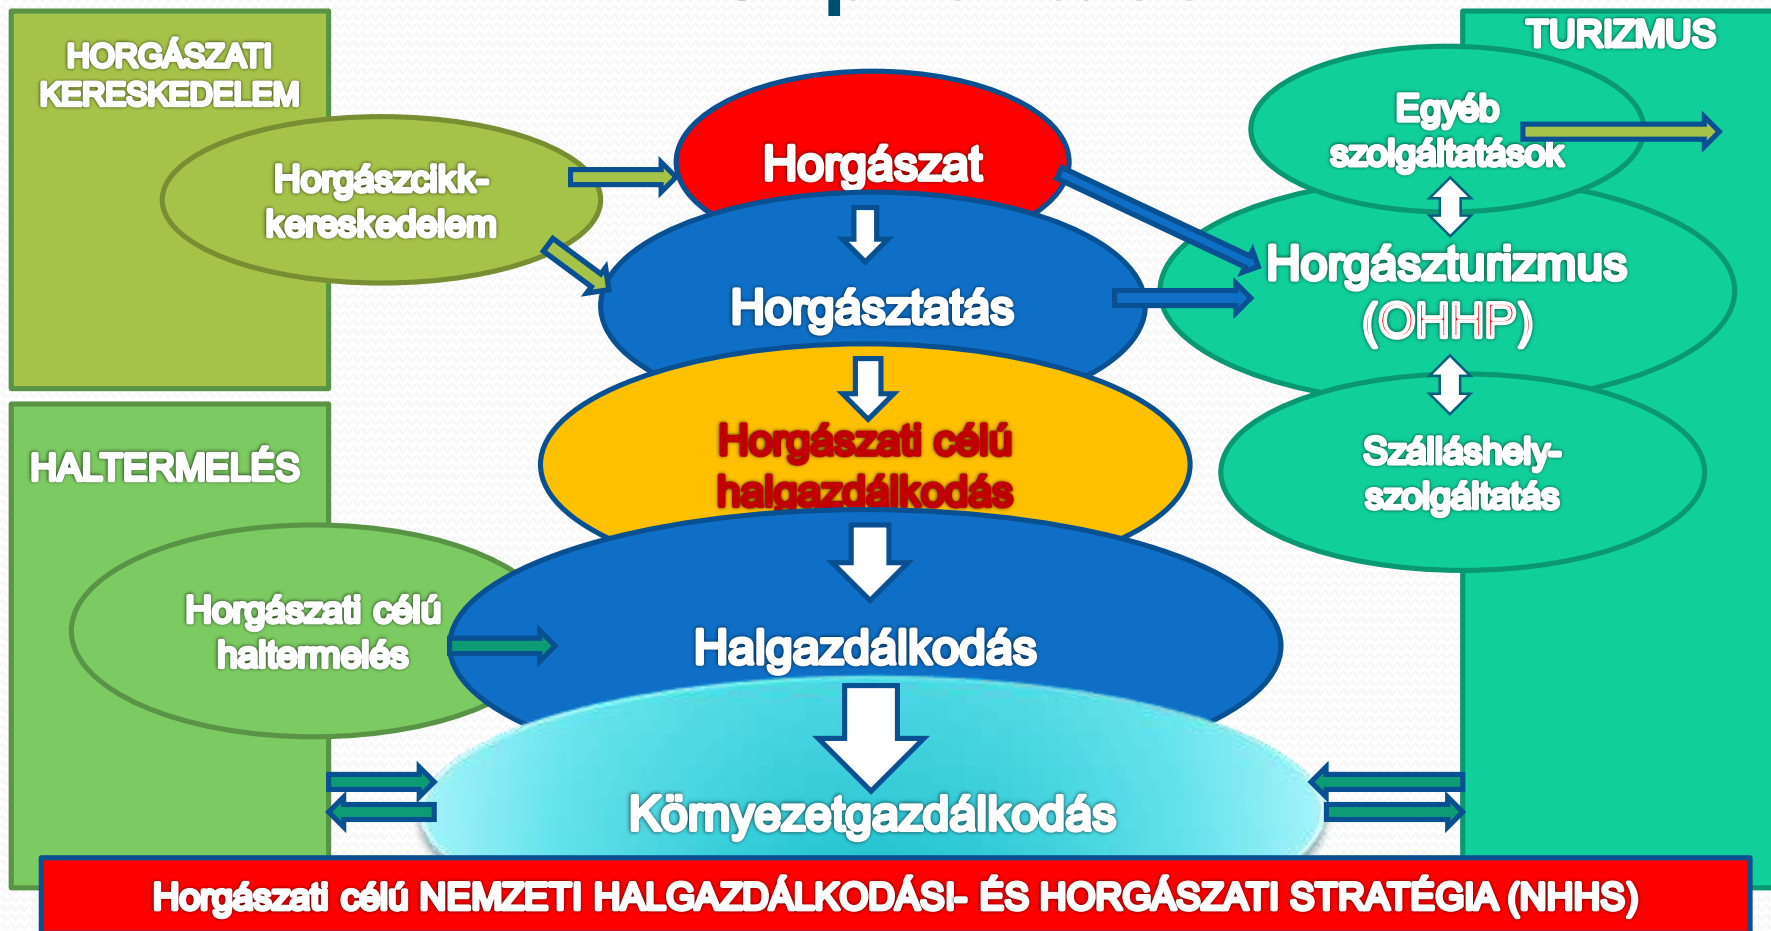 HORGÁSZATI
KERESKEDELEM
Horgászcikk-
kereskedelem
HALTERMELÉS
Horgászati célú
haltermelés
Horgászat
Horgásztatás
Horgászati célú
halgazdálkodás
Halgazdálkodás
Környezetgazdálkodás
TURIZMUS
Egyéb
szolgáltatások
Horgászturizmus
(OHHP)
Szálláshely-
szolgáltatás
Horgászati célú NEMZETI HALGAZDÁLKODÁSI- ÉS HORGÁSZATI STRATÉGIA (NHHS)